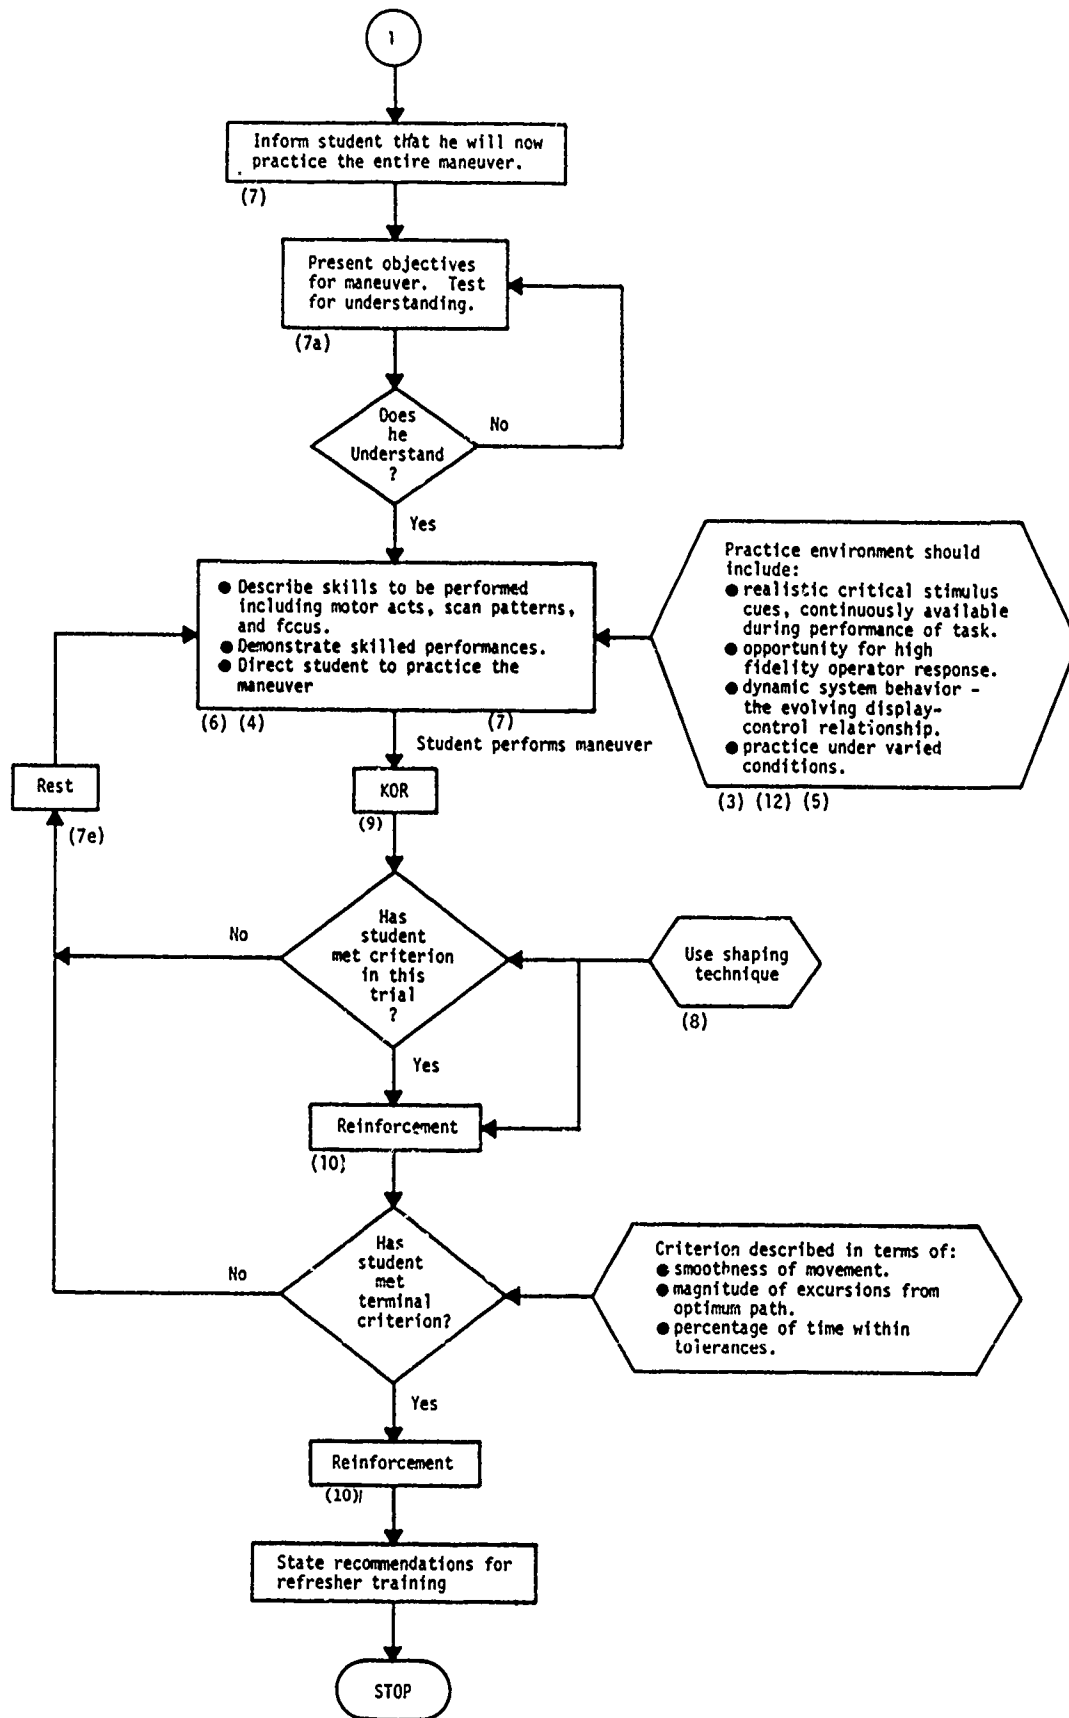 1
Inform student that he will now
practice the entire maneuver.
(7)
Present objectives
for maneuver. Test
for understanding.
(7a)
Does
he
Understand
?
No
Yes
● Describe skills to be performed
including motor acts, scan patterns,
and focus.
● Demonstrate skilled performances.
● Direct student to practice the
maneuver
(6) (4)
(7)
Practice environment should
include:
● realistic critical stimulus
cues, continuously available
during performance of task.
● opportunity for high
fidelity operator response.
● dynamic system behavior -
the evolving display-
control relationship.
● practice under varied
conditions.
(3) (12) (5)
Student performs maneuver
Rest
(7e)
KOR
(9)
Has
student
met criterion
in this
trial
?
No
Use shaping
technique
(8)
Yes
Reinforcement
(10)
Has
student
met
terminal
criterion?
No
Criterion described in terms of:
● smoothness of movement.
● magnitude of excursions from
optimum path.
● percentage of time within
tolerances.
Yes
Reinforcement
(10)
State recommendations for
refresher training
STOP